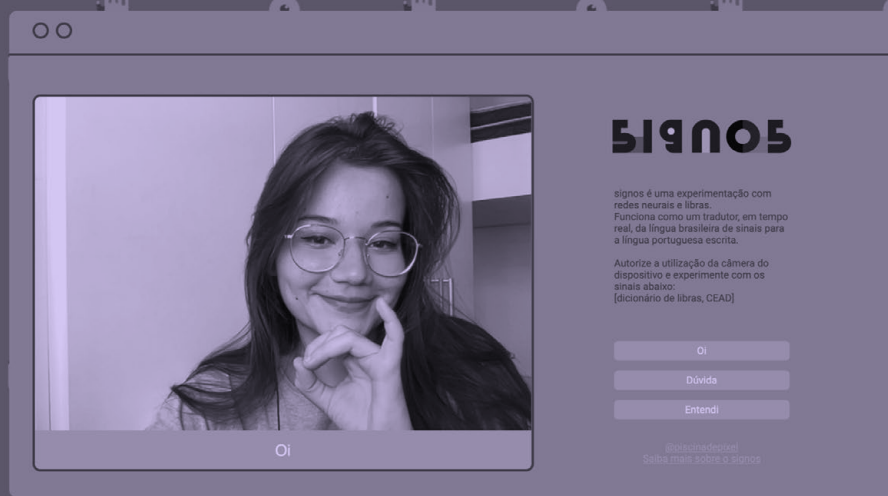 Oi
signos
signos é uma experimentação com
redes neurais e libras.
Funciona como um tradutor, em tempo
real, da língua brasileira de sinais para
a língua portuguesa escrita.
Autorize a utilização da câmera do
dispositivo e experimente com os
sinais abaixo:
[dicionário de libras, CEAD]
Oi
Dúvida
Entendi
Saiba mais sobre o signos